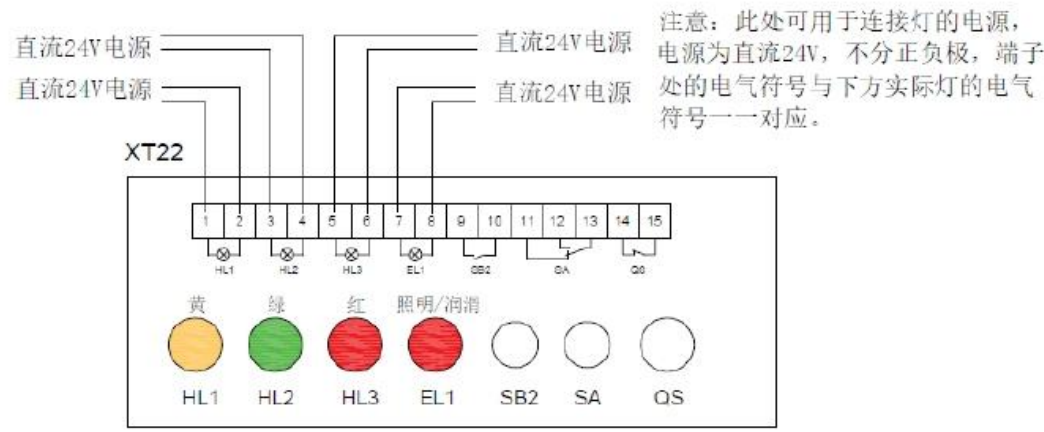 直流24V电源
直流24V电源
直流24V电源
直流24V电源
注意：此处可用于连接灯的电源，
电源为直流24V，不分正负极，端子
处的电气符号与下方实际灯的电气
符号一一对应。
XT22
1 2 3 4 5 6 7 8 9 10 11 12 13 14 15
HL1 HL2 HL3 EL1 SB2 SA QS
黄 绿 红 照明/润滑
HL1 HL2 HL3 EL1 SB2 SA QS